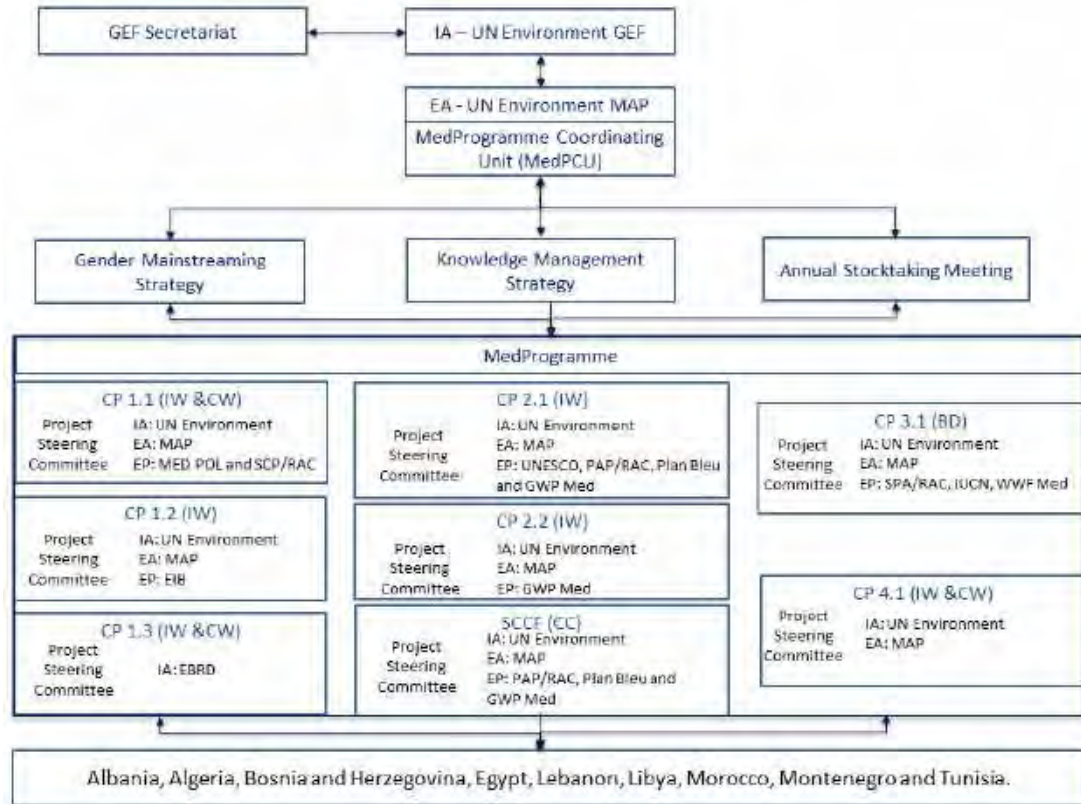 GEF Secretariat
IA – UN Environment GEF
EA - UN Environment MAP
MedProgramme Coordinating
Unit (MedPCU)
Gender Mainstreaming
Strategy
Knowledge Management
Strategy
Annual Stocktaking Meeting
MedProgramme
CP 1.1 (IW &CW)
Project
Steering
Committee
IA: UN Environment
EA: MAP
EP: MED POL and SCP/RAC
CP 1.2 (IW)
Project
Steering
Committee
IA: UN Environment
EA: MAP
EP: EIB
CP 1.3 (IW &CW)
Project
Steering
Committee
IA: EBRD
CP 2.1 (IW)
Project
Steering
Committee
IA: UN Environment
EA: MAP
EP: UNESCO, PAP/RAC, Plan Bleu
and GWP Med
CP 2.2 (IW)
Project
Steering
Committee
IA: UN Environment
EA: MAP
EP: GWP Med
SCCF (CC)
Project
Steering
Committee
IA: UN Environment
EA: MAP
EP: PAP/RAC, Plan Bleu and
GWP Med
CP 3.1 (BD)
Project
Steering
Committee
IA: UN Environment
EA: MAP
EP: SPA/RAC, IUCN, WWF Med
CP 4.1 (IW &CW)
Project
Steering
Committee
IA: UN Environment
EA: MAP
Albania, Algeria, Bosnia and Herzegovina, Egypt, Lebanon, Libya, Morocco, Montenegro and Tunisia.